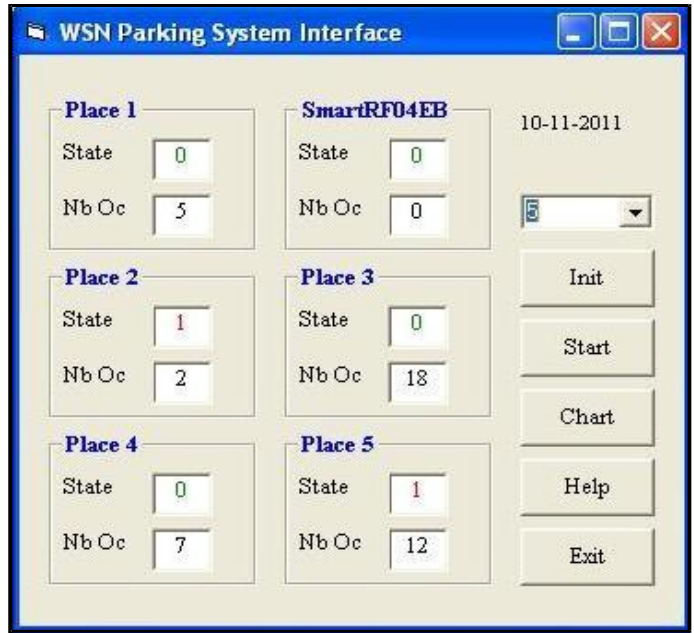 WSN Parking System Interface
Place 1
State 0
Nb Oc 5
SmartRF04EB
State 0
Nb Oc 0
10-11-2011
5
Place 2
State 1
Nb Oc 2
Place 3
State 0
Nb Oc 18
Place 4
State 0
Nb Oc 7
Place 5
State 1
Nb Oc 12
Init
Start
Chart
Help
Exit